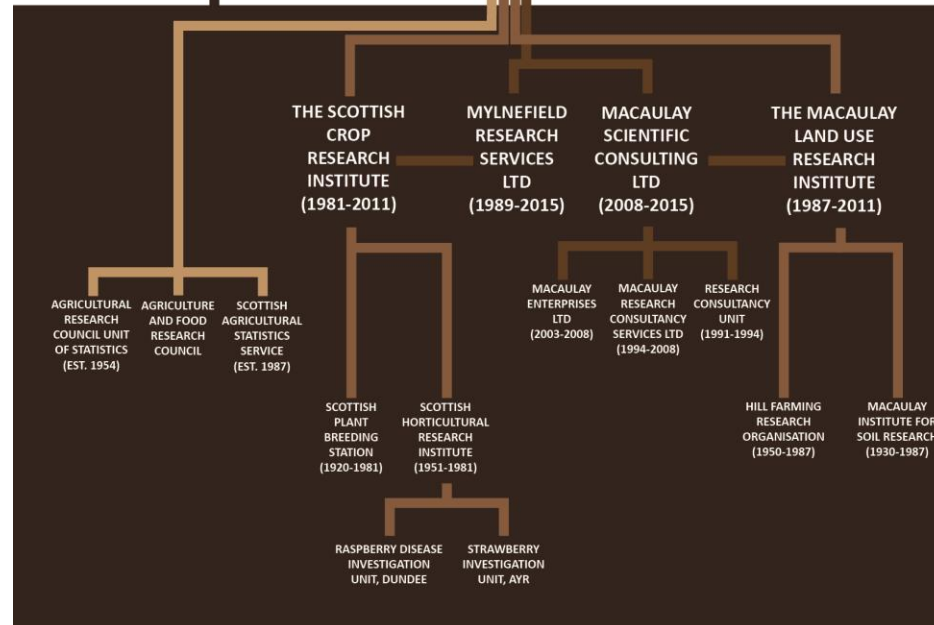 THE SCOTTISH
CROP
RESEARCH
INSTITUTE
(1981-2011)
MYLNEFIELD
RESEARCH
SERVICES
LTD
(1989-2015)
MACAULAY
SCIENTIFIC
CONSULTING
LTD
(2008-2015)
THE MACAULAY
LAND USE
RESEARCH
INSTITUTE
(1987-2011)
AGRICULTURAL
RESEARCH
COUNCIL UNIT
OF STATISTICS
(EST. 1954)
AGRICULTURE
AND FOOD
RESEARCH
COUNCIL
SCOTTISH
AGRICULTURAL
STATISTICS
SERVICE
(EST. 1987)
MACAULAY
ENTERPRISES
LTD
(2003-2008)
MACAULAY
RESEARCH
CONSULTANCY
SERVICES LTD
(1994-2008)
RESEARCH
CONSULTANCY
UNIT
(1991-1994)
SCOTTISH
PLANT
BREEDING
STATION
(1920-1981)
SCOTTISH
HORTICULTURAL
RESEARCH
INSTITUTE
(1951-1981)
HILL FARMING
RESEARCH
ORGANISATION
(1950-1987)
MACAULAY
INSTITUTE FOR
SOIL RESEARCH
(1930-1987)
RASPBERRY DISEASE
INVESTIGATION
UNIT, DUNDEE
STRAWBERRY
INVESTIGATION
UNIT, AYR